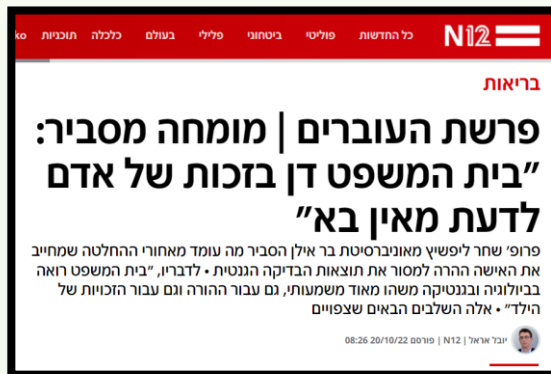 N12
כל החדשות פוליטי ביטחוני פלילי בעולם כלכלה תוכניות ko
בריאות
פרשת העוברים | מומחה מסביר:
"בית המשפט דן בזכות של אדם
לדעת מאין בא"
פרופ' שחר ליפשיץ מאוניברסיטת בר אילן הסביר מה עומד מאחורי ההחלטה שמחייב
את האישה ההרה למסור את תוצאות הבדיקה הגנטית • לדבריו, "בית המשפט רואה
בביולוגיה ובגנטיקה משהו מאוד משמעותי, גם עבור ההורה וגם עבור הזכויות של
הילד" • אלה השלבים הבאים שצפויים
יובל אראל | N12 | פורסם 20/10/22 08:26